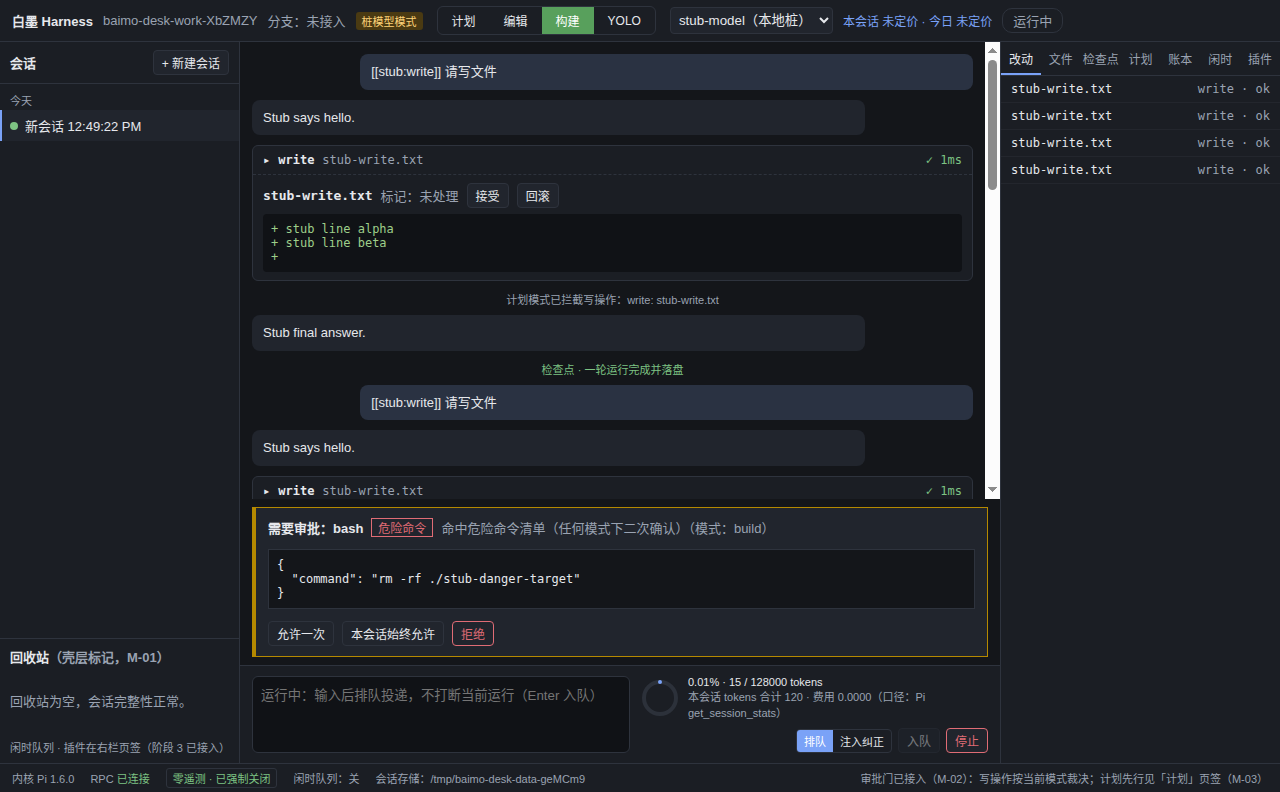 白墨 Harness baimo-desk-work-XbZMZY 分支：未接入 桩模型模式 计划 编辑 构建 YOLO stub-model（本地桩） 本会话 未定价 · 今日 未定价 运行中
会话 + 新建会话
今天
新会话 12:49:22 PM
回收站（壳层标记，M-01）
回收站为空，会话完整性正常。
闲时队列 · 插件在右栏页签（阶段 3 已接入）
[[stub:write]] 请写文件
Stub says hello.
▸ write stub-write.txt ✓ 1ms
stub-write.txt 标记：未处理 接受 回滚
+ stub line alpha
+ stub line beta
+
计划模式已拦截写操作：write: stub-write.txt
Stub final answer.
检查点 · 一轮运行完成并落盘
[[stub:write]] 请写文件
Stub says hello.
▸ write stub-write.txt ✓ 1ms
需要审批：bash 危险命令 命中危险命令清单（任何模式下二次确认）（模式：build）
{
"command": "rm -rf ./stub-danger-target"
}
允许一次 本会话始终允许 拒绝
运行中：输入后排队投递，不打断当前运行（Enter 入队）
0.01% · 15 / 128000 tokens
本会话 tokens 合计 120 · 费用 0.0000（口径：Pi
get_session_stats）
排队 注入纠正 入队 停止
改动 文件 检查点 计划 账本 闲时 插件
stub-write.txt write · ok
stub-write.txt write · ok
stub-write.txt write · ok
stub-write.txt write · ok
内核 Pi 1.6.0 RPC 已连接 零遥测 · 已强制关闭 闲时队列：关 会话存储：/tmp/baimo-desk-data-geMCm9 审批门已接入（M-02）：写操作按当前模式裁决；计划先行见「计划」页签（M-03）